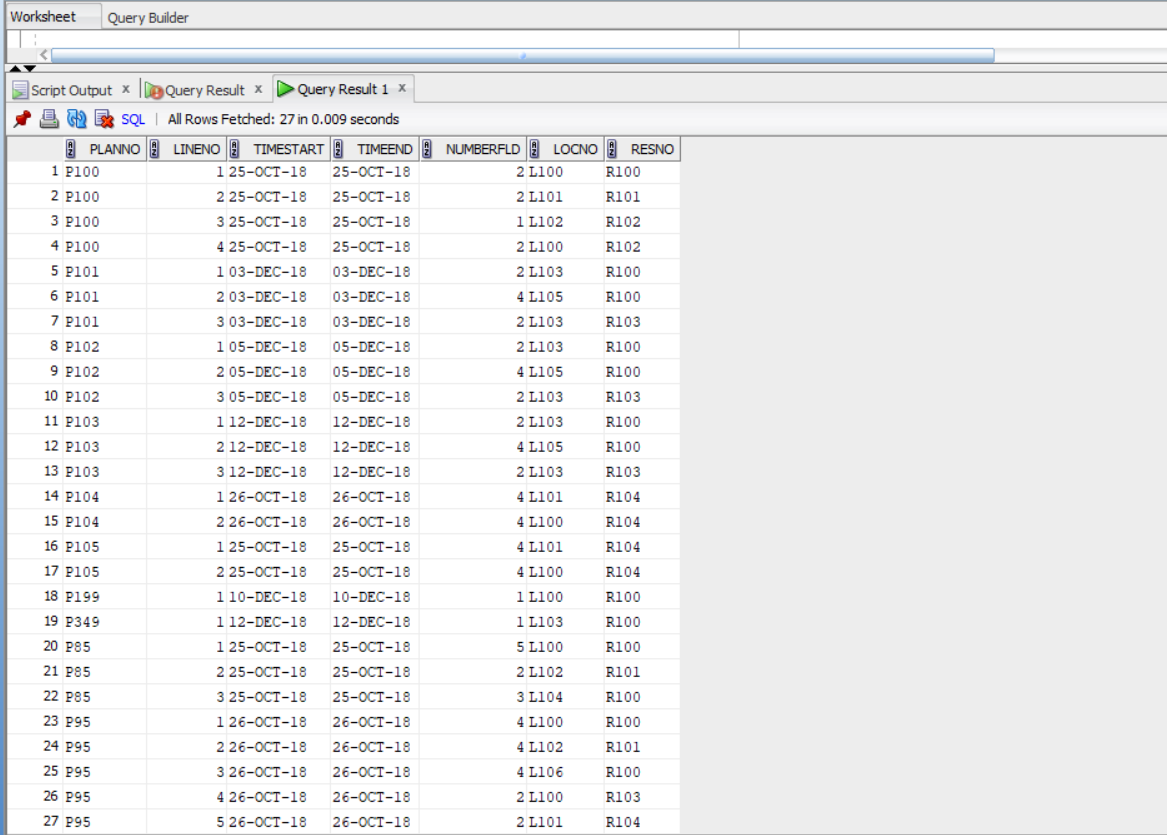 Worksheet Query Builder
Script Output x Query Result x Query Result 1 x
SQL | All Rows Fetched: 27 in 0.009 seconds
PLANNO LINENO TIMESTART TIMEEND NUMBERFLD LOCNO RESNO
1 P100 1 25-OCT-18 25-OCT-18 2 L100 R100
2 P100 2 25-OCT-18 25-OCT-18 2 L101 R101
3 P100 3 25-OCT-18 25-OCT-18 1 L102 R102
4 P100 4 25-OCT-18 25-OCT-18 2 L100 R102
5 P101 1 03-DEC-18 03-DEC-18 2 L103 R100
6 P101 2 03-DEC-18 03-DEC-18 4 L105 R100
7 P101 3 03-DEC-18 03-DEC-18 2 L103 R103
8 P102 1 05-DEC-18 05-DEC-18 2 L103 R100
9 P102 2 05-DEC-18 05-DEC-18 4 L105 R100
10 P102 3 05-DEC-18 05-DEC-18 2 L103 R103
11 P103 1 12-DEC-18 12-DEC-18 2 L103 R100
12 P103 2 12-DEC-18 12-DEC-18 4 L105 R100
13 P103 3 12-DEC-18 12-DEC-18 2 L103 R103
14 P104 1 26-OCT-18 26-OCT-18 4 L101 R104
15 P104 2 26-OCT-18 26-OCT-18 4 L100 R104
16 P105 1 25-OCT-18 25-OCT-18 4 L101 R104
17 P105 2 25-OCT-18 25-OCT-18 4 L100 R104
18 P199 1 10-DEC-18 10-DEC-18 1 L100 R100
19 P349 1 12-DEC-18 12-DEC-18 1 L103 R100
20 P85 1 25-OCT-18 25-OCT-18 5 L100 R100
21 P85 2 25-OCT-18 25-OCT-18 2 L102 R101
22 P85 3 25-OCT-18 25-OCT-18 3 L104 R100
23 P95 1 26-OCT-18 26-OCT-18 4 L100 R100
24 P95 2 26-OCT-18 26-OCT-18 4 L102 R101
25 P95 3 26-OCT-18 26-OCT-18 4 L106 R100
26 P95 4 26-OCT-18 26-OCT-18 2 L100 R103
27 P95 5 26-OCT-18 26-OCT-18 2 L101 R104